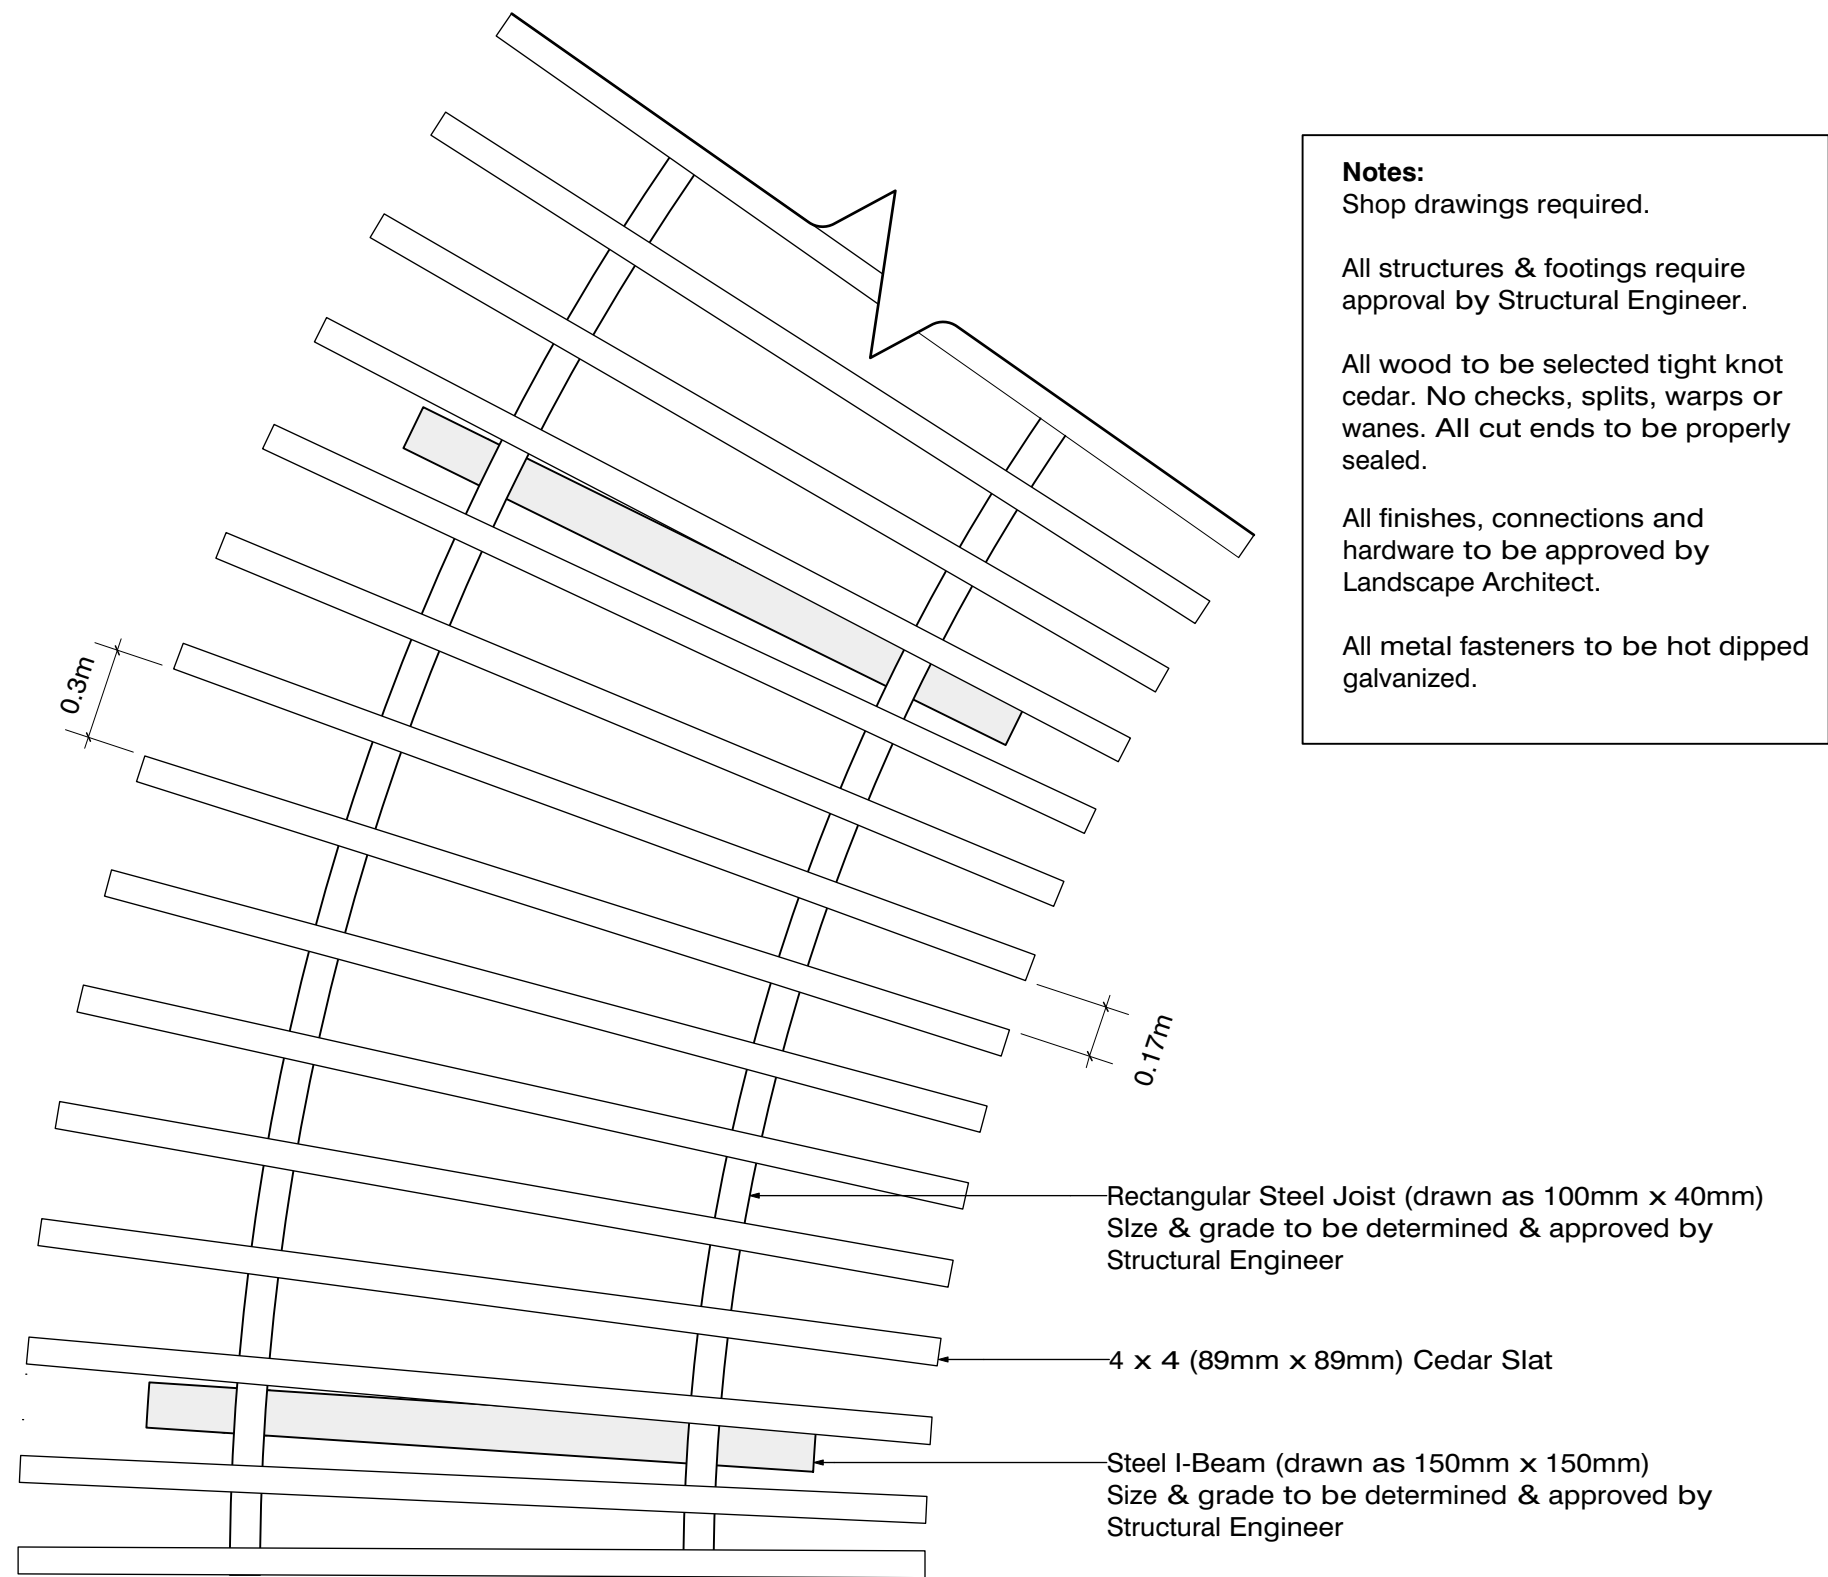 Notes:
Shop drawings required.
All structures & footings require
approval by Structural Engineer.
All wood to be selected tight knot
cedar. No checks, splits, warps or
wanes. All cut ends to be properly
sealed.
All finishes, connections and
hardware to be approved by
Landscape Architect.
All metal fasteners to be hot dipped
galvanized.
0.3m
0.17m
Rectangular Steel Joist (drawn as 100mm x 40mm)
SIze & grade to be determined & approved by
Structural Engineer
4 x 4 (89mm x 89mm) Cedar Slat
Steel I-Beam (drawn as 150mm x 150mm)
Size & grade to be determined & approved by
Structural Engineer